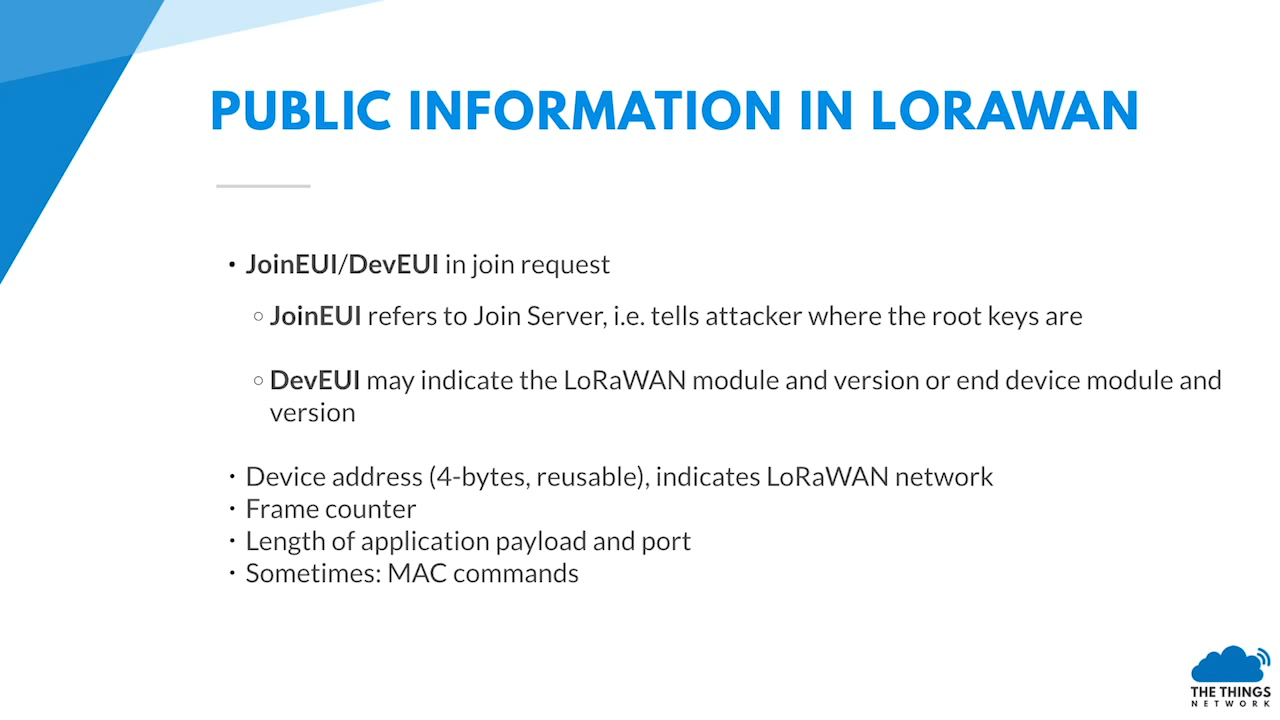 PUBLIC INFORMATION IN LORAWAN
• JoinEUI/DevEUI in join request
○ JoinEUI refers to Join Server, i.e. tells attacker where the root keys are
○ DevEUI may indicate the LoRaWAN module and version or end device module and
version
• Device address (4-bytes, reusable), indicates LoRaWAN network
• Frame counter
• Length of application payload and port
• Sometimes: MAC commands
THE THINGS
NETWORK